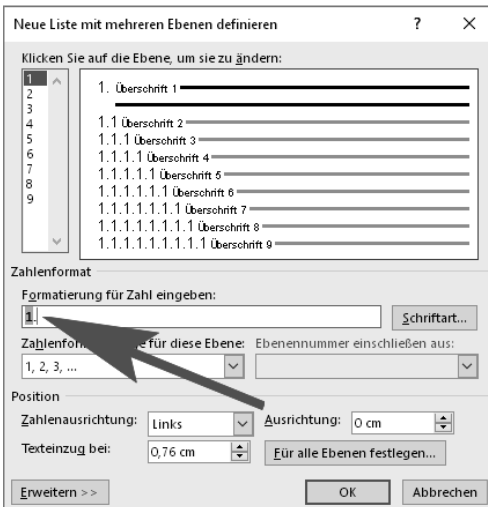 Neue Liste mit mehreren Ebenen definieren ? ×
Klicken Sie auf die Ebene, um sie zu ändern:
1
2
3
4
5
6
7
8
9
1. Überschrift 1
1.1 Überschrift 2
1.1.1 Überschrift 3
1.1.1.1 Überschrift 4
1.1.1.1.1 Überschrift 5
1.1.1.1.1.1 Überschrift 6
1.1.1.1.1.1.1 Überschrift 7
1.1.1.1.1.1.1.1 Überschrift 8
1.1.1.1.1.1.1.1.1 Überschrift 9
Zahlenformat
Formatierung für Zahl eingeben:
1. Schriftart...
für diese Ebene: Ebenennummer einschließen aus:
1, 2, 3, ...
Position
Zahlenausrichtung: Links Ausrichtung: 0 cm
Texteinzug bei: 0,76 cm Für alle Ebenen festlegen...
Erweitern >> OK Abbrechen